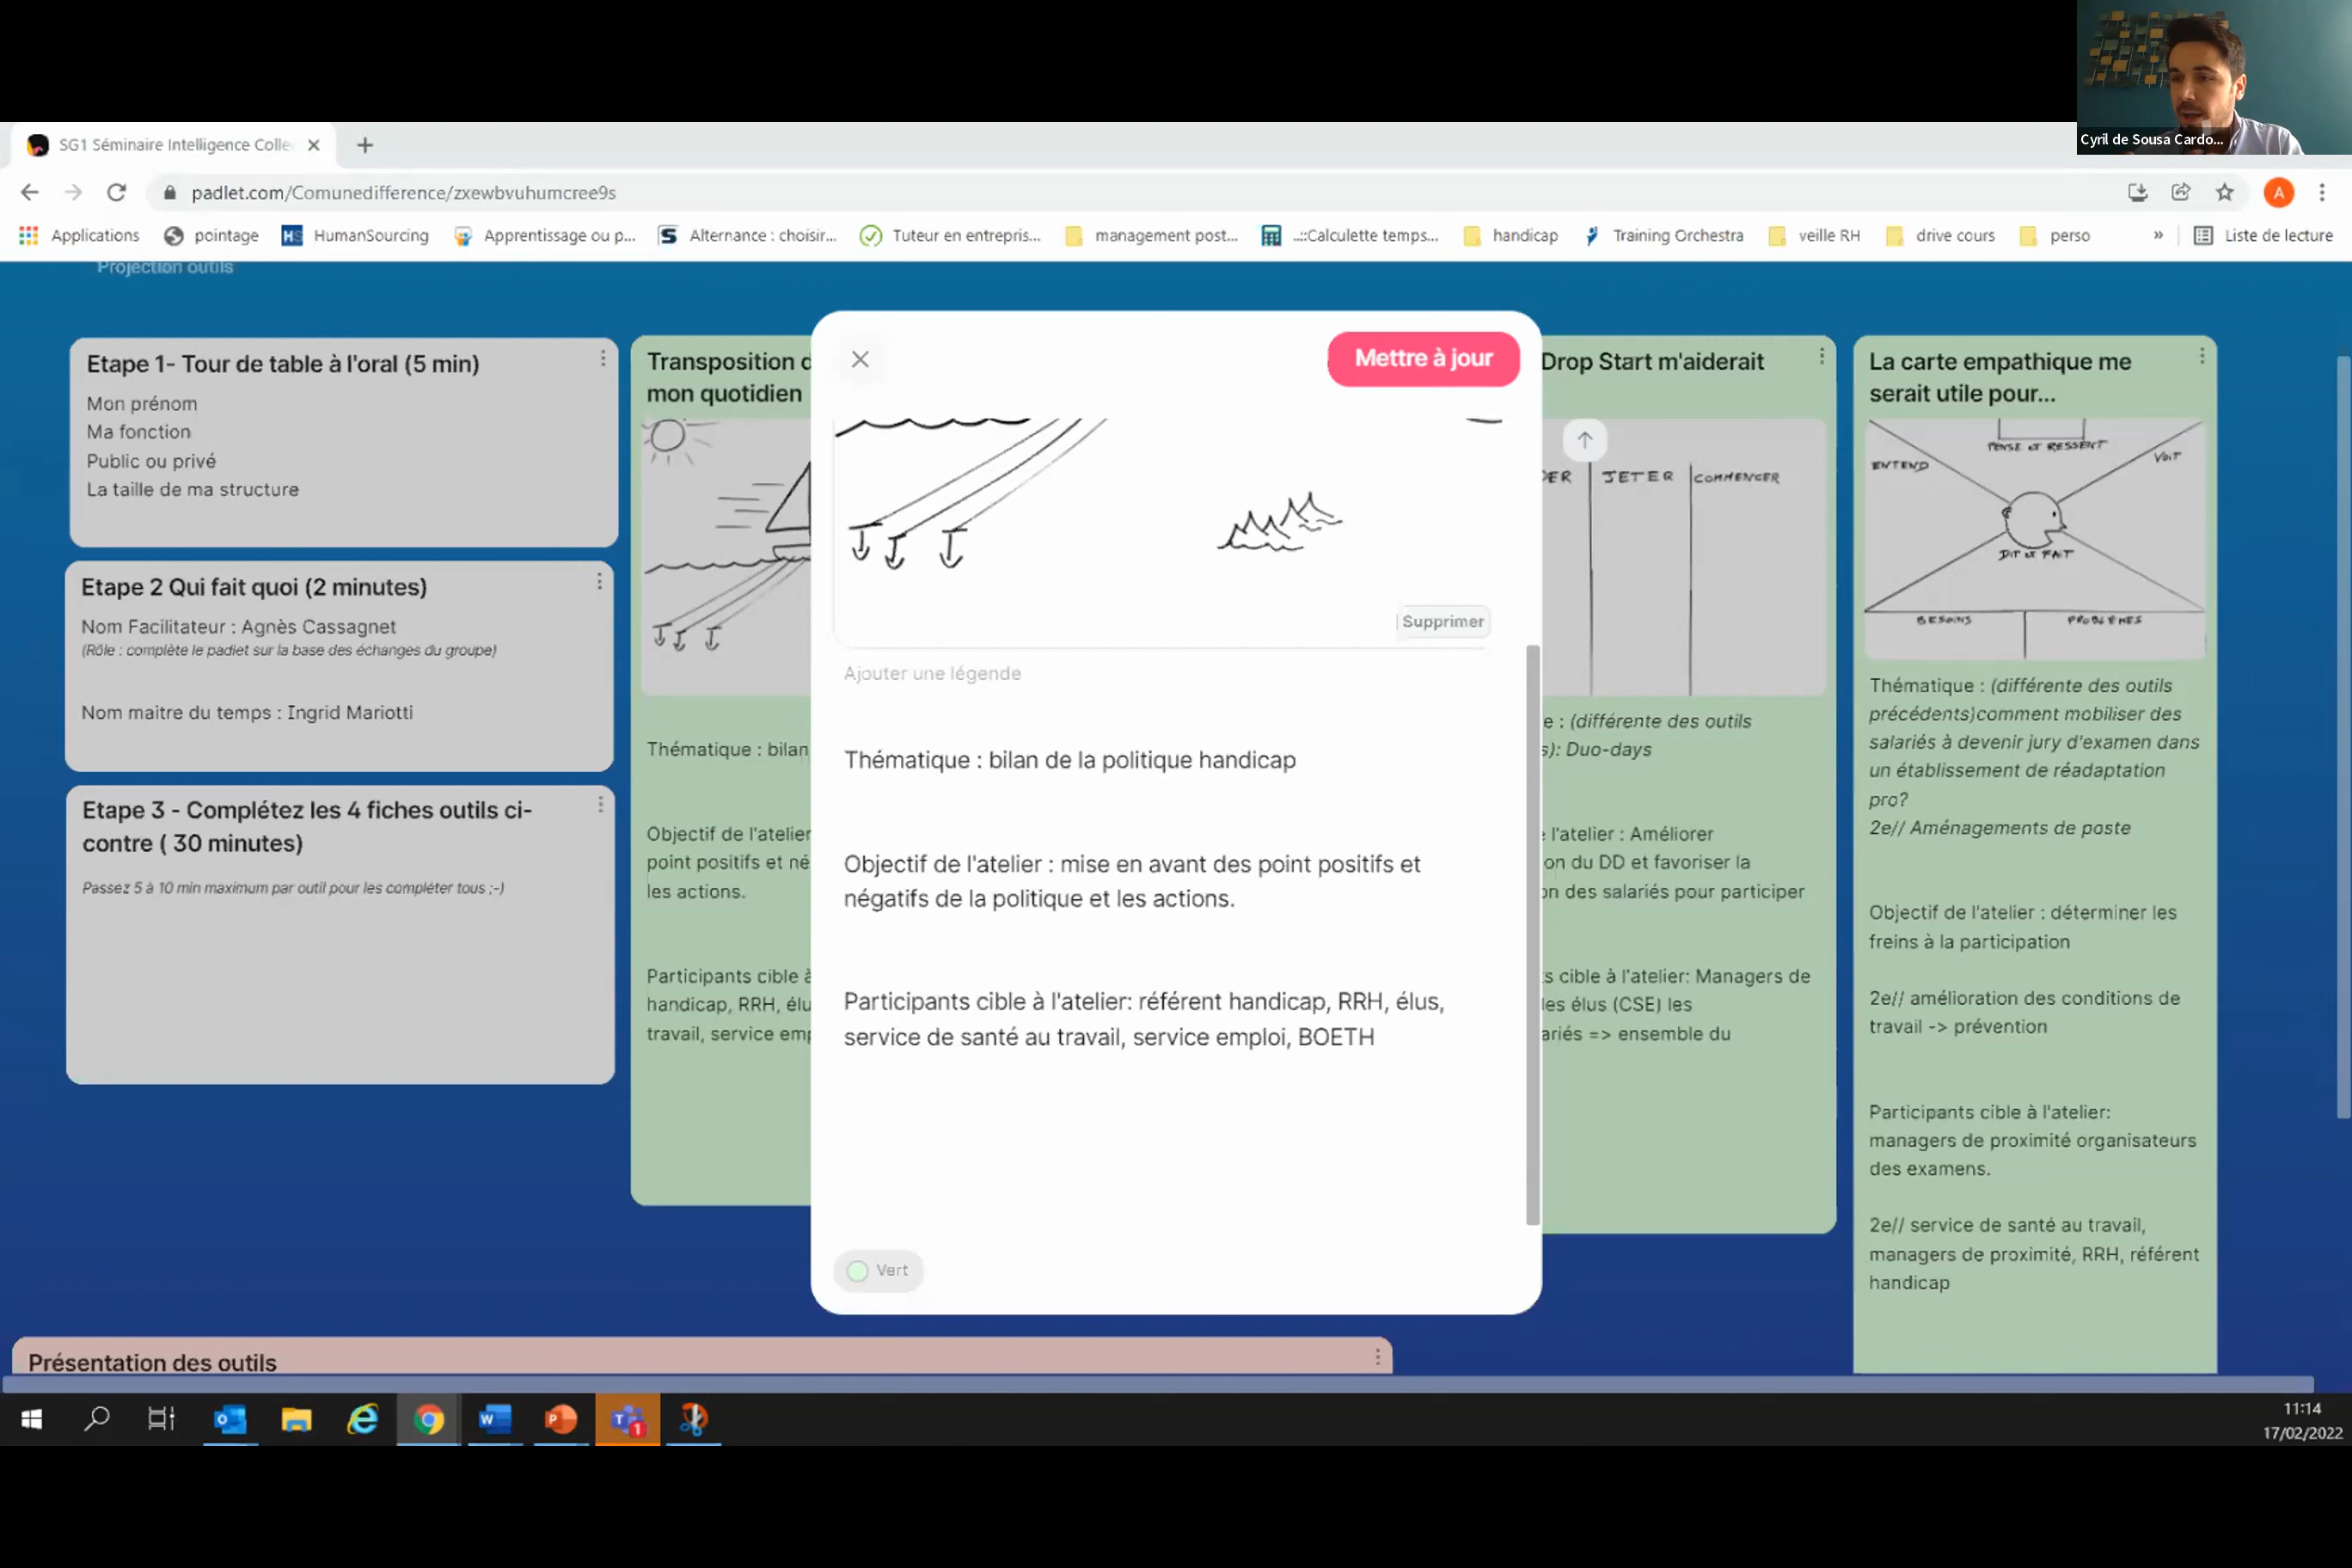 Cyril de Sousa Cardo...
SG1 Séminaire Intelligence Colle
padlet.com/Comunedifference/zxewbvuhumcree9s
A
Applications
pointage
HS
HumanSourcing
Apprentissage ou p...
Alternance : choisir...
Tuteur en entrepris...
management post...
.::Calculette temps...
handicap
Training Orchestra
veille RH
drive cours
perso
»
Liste de lecture
Projection outils
Etape 1- Tour de table à l'oral (5 min)
Mon prénom
Ma fonction
Public ou privé
La taille de ma structure
Etape 2 Qui fait quoi (2 minutes)
Nom Facilitateur : Agnès Cassagnet
(Rôle : complète le padlet sur la base des échanges du groupe)
Nom maitre du temps : Ingrid Mariotti
Etape 3 - Complétez les 4 fiches outils ci-
contre ( 30 minutes)
Passez 5 à 10 min maximum par outil pour les compléter tous ;-)
Transposition d
mon quotidien
Thématique : bilan
Objectif de l'atelier
point positifs et né
les actions.
Participants cible à
handicap, RRH, élu
travail, service emp
Mettre à jour
Supprimer
Ajouter une légende
Thématique : bilan de la politique handicap
Objectif de l'atelier : mise en avant des point positifs et
négatifs de la politique et les actions.
Participants cible à l'atelier: référent handicap, RRH, élus,
service de santé au travail, service emploi, BOETH
Vert
Drop Start m'aiderait
DER JETER COMMENCER
e : (différente des outils
s): Duo-days
l'atelier : Améliorer
on du DD et favoriser la
on des salariés pour participer
s cible à l'atelier: Managers de
les élus (CSE) les
ariés => ensemble du
La carte empathique me
serait utile pour...
PENSE ET RESSENT
ENTEND
VOIT
DIT ET FAIT
BESOINS
PROBLÈMES
Thématique : (différente des outils
précédents)comment mobiliser des
salariés à devenir jury d'examen dans
un établissement de réadaptation
pro?
2e// Aménagements de poste
Objectif de l'atelier : déterminer les
freins à la participation
2e// amélioration des conditions de
travail -> prévention
Participants cible à l'atelier:
managers de proximité organisateurs
des examens.
2e// service de santé au travail,
managers de proximité, RRH, référent
handicap
Présentation des outils
11:14
17/02/2022